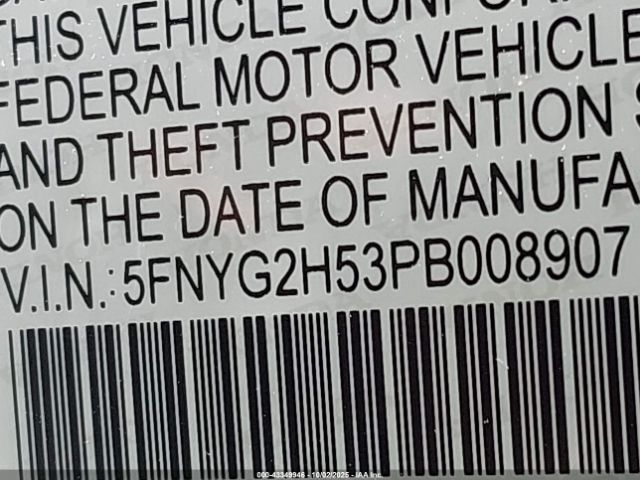 THIS VEHICLE CONFOR
FEDERAL MOTOR VEHICLE
AND THEFT PREVENTION S
ON THE DATE OF MANUFA
V.I.N.: 5FNYG2H53PB008907
000-43349946 - 10/02/2025 - IAA Inc.